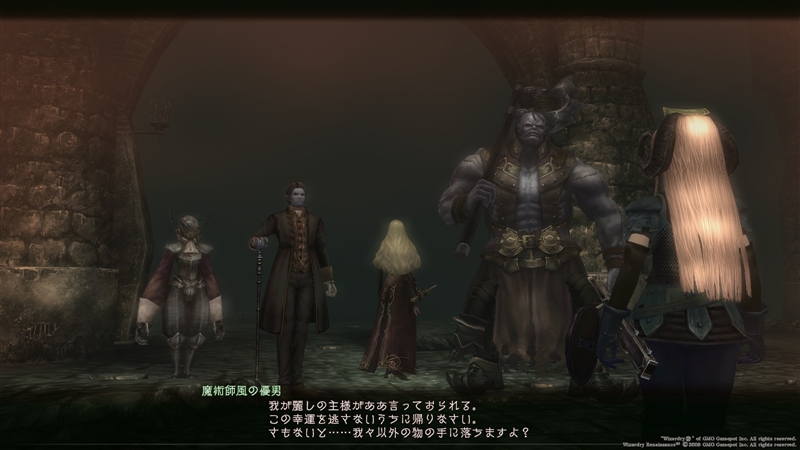 魔術師風の優男
我が麗しの主様がああ言っておられる。
この幸運を逃さないうちに帰りなさい。
さもないと……我々以外の物の手に落ちますよ？
"Wizardry®" of GMO Gamepot Inc. All rights reserved.
Wizardry Renaissance™ ©2009 GMO Gamepot Inc. All rights reserved.